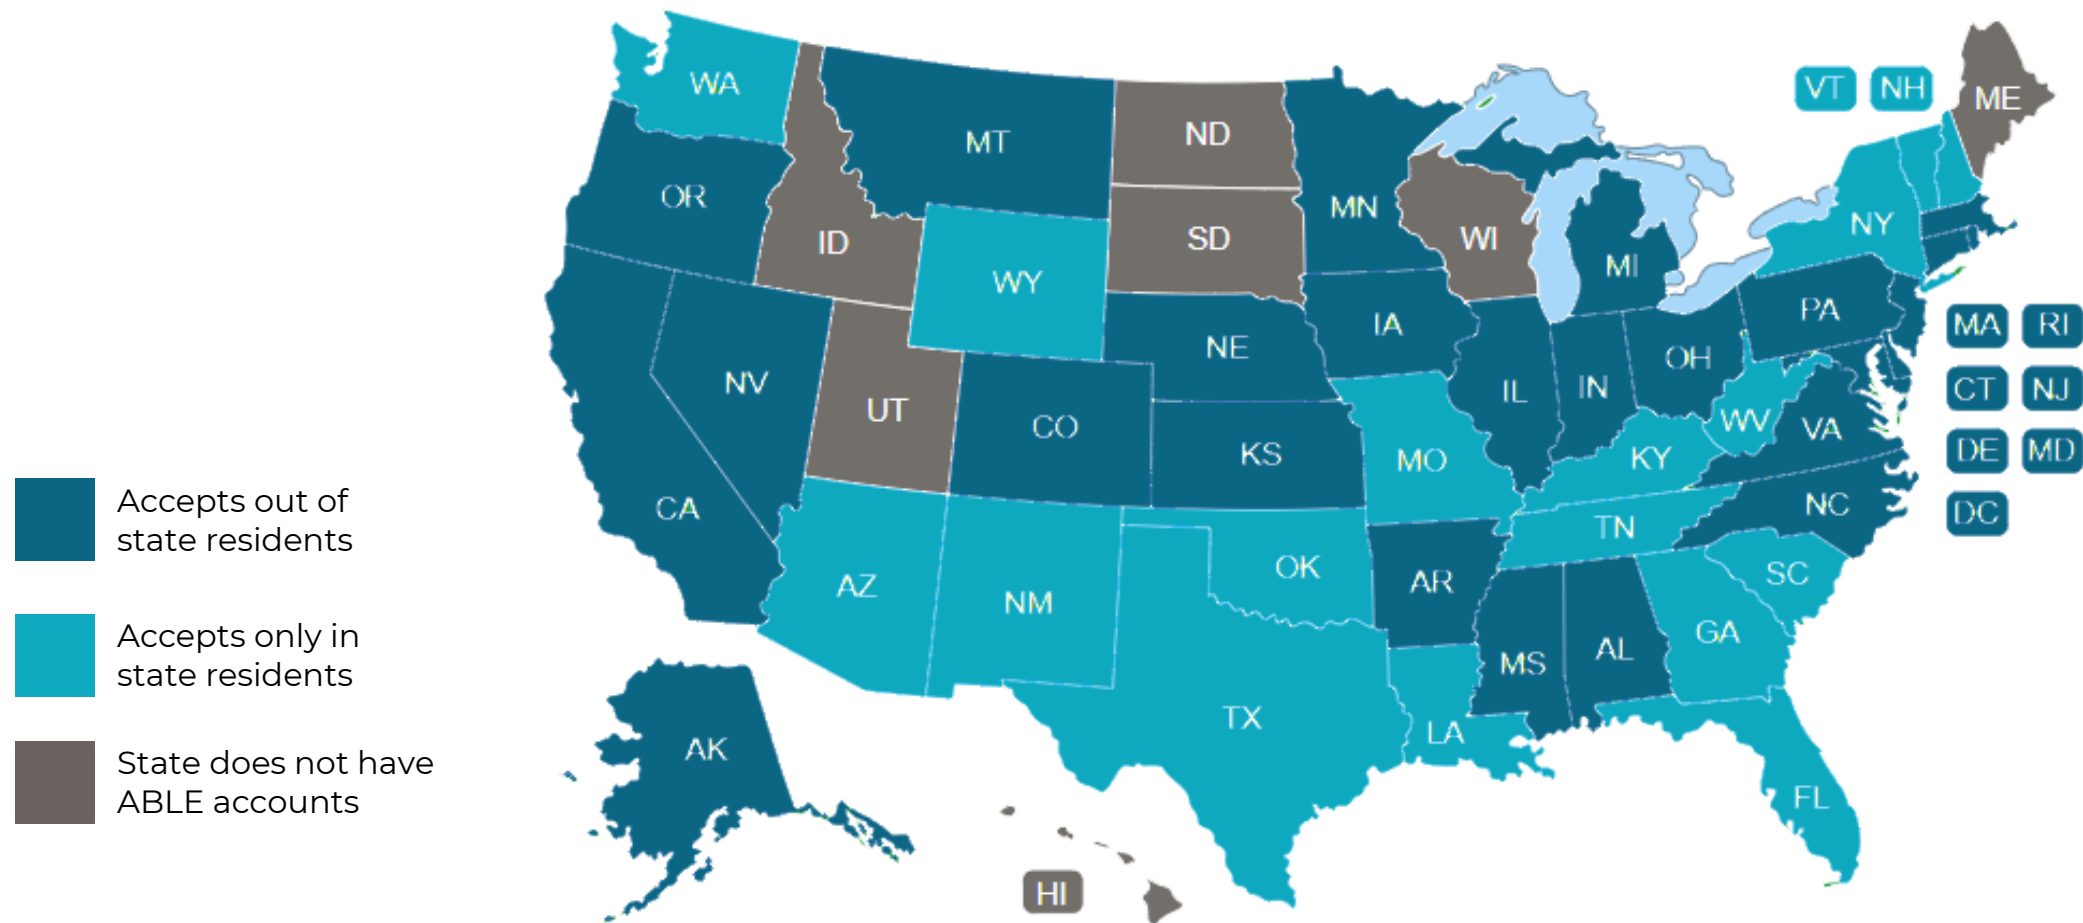 WA
VT NH
ME
MT
ND
OR
MN
NY
ID
SD
WI
MI
WY
PA
MA RI
IA
NE
OH
NV
IL
IN
CT NJ
UT
CO
WV
VA
KS
MO
KY
DE MD
Accepts out of
state residents
CA
NC
DC
TN
OK
AR
SC
AZ
NM
GA
Accepts only in
state residents
MS
AL
TX
LA
State does not have
ABLE accounts
AK
FL
HI